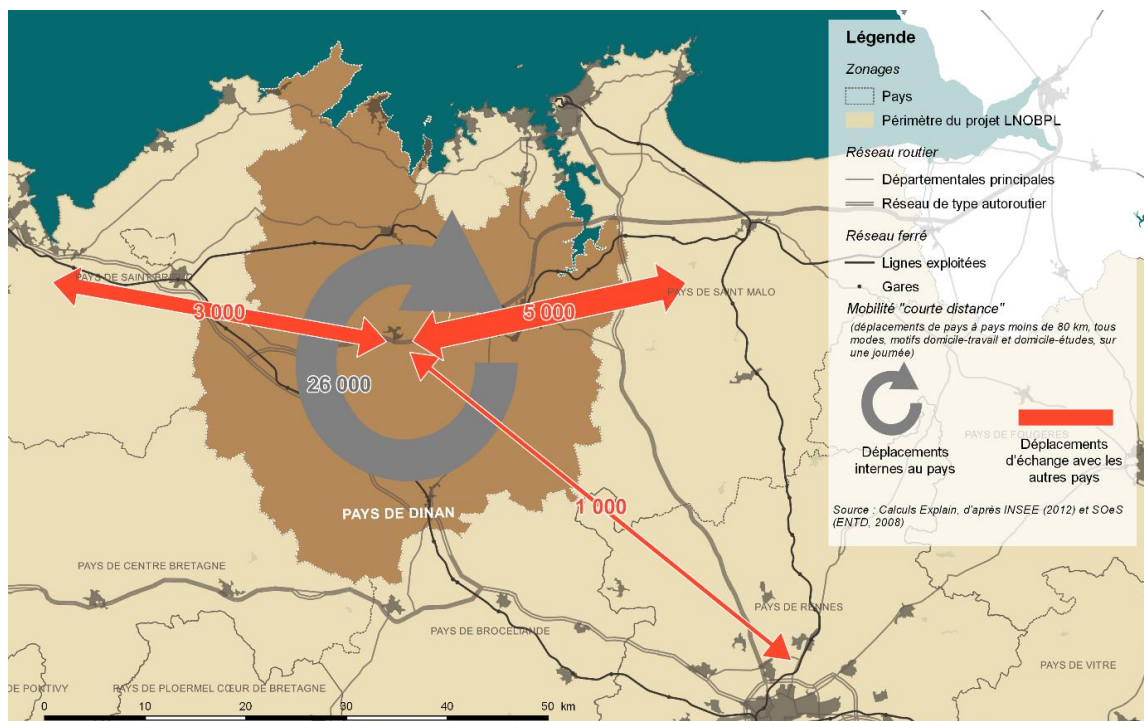 Légende
Zonages
Pays
Périmètre du projet LNOBPL
Réseau routier
Départementales principales
Réseau de type autoroutier
Réseau ferré
Lignes exploitées
Gares
Mobilité "courte distance"
(déplacements de pays à pays moins de 80 km, tous
modes, motifs domicile-travail et domicile-études, sur
une journée)
Déplacements
internes au pays
Déplacements
d'échange avec les
autres pays
Source : Calculs Explain, d'après INSEE (2012) et SOeS
(ENTD, 2008)
PAYS DE SAINT BRIEUC
PAYS DE SAINT MALO
3 000
5 000
26 000
PAYS DE FOUGERES
1 000
PAYS DE DINAN
PAYS DE CENTRE BRETAGNE
PAYS DE RENNES
PAYS DE BROCELIANDE
PAYS DE VITRE
DE PONTIVY
PAYS DE PLOERMEL CŒUR DE BRETAGNE
0 10 20 30 40 50 km